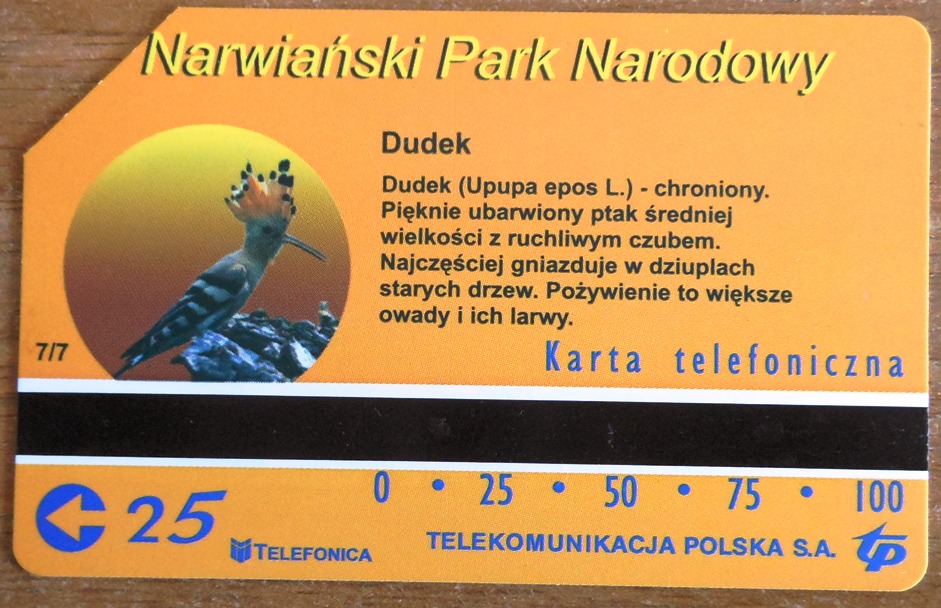 Narwiański Park Narodowy
Dudek
Dudek (Upupa epos L.) - chroniony.
Pięknie ubarwiony ptak średniej
wielkości z ruchliwym czubem.
Najczęściej gniazduje w dziuplach
starych drzew. Pożywienie to większe
owady i ich larwy.
7/7
Karta telefoniczna
0 • 25 • 50 • 75 • 100
25
TELEFONICA
TELEKOMUNIKACJA POLSKA S.A.
tp